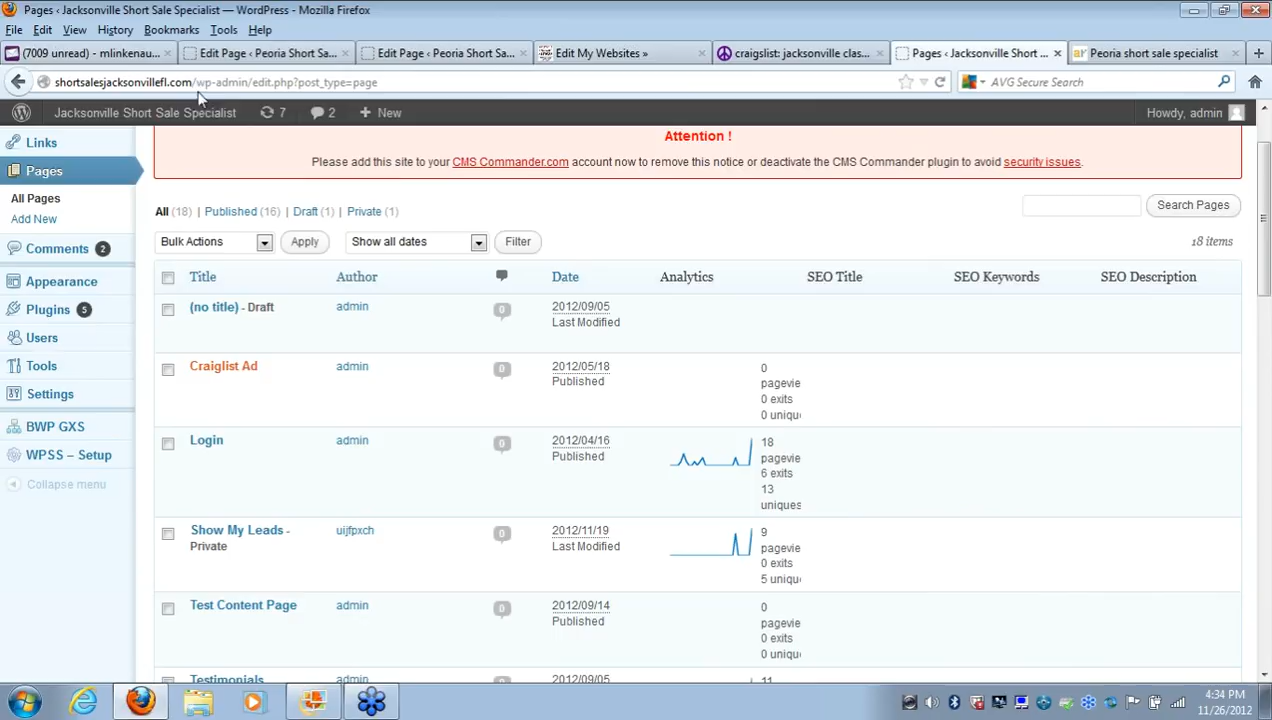 Pages ‹ Jacksonville Short Sale Specialist — WordPress - Mozilla Firefox
File Edit View History Bookmarks Tools Help
(7009 unread) - mlinkenau... × Edit Page ‹ Peoria Short Sa... × Edit Page ‹ Peoria Short Sa... × Edit My Websites » × craigslist: jacksonville clas... × Pages ‹ Jacksonville Short ... × Peoria short sale specialist ×
shortsalesjacksonvillefl.com/wp-admin/edit.php?post_type=page AVG Secure Search
Jacksonville Short Sale Specialist 7 2 + New Howdy, admin
Links
Pages
All Pages
Add New
Comments 2
Appearance
Plugins 5
Users
Tools
Settings
BWP GXS
WPSS – Setup
Collapse menu
Attention !
Please add this site to your CMS Commander.com account now to remove this notice or deactivate the CMS Commander plugin to avoid security issues.
All (18) | Published (16) | Draft (1) | Private (1)
Search Pages
Bulk Actions Apply Show all dates Filter 18 items
Title Author Date Analytics SEO Title SEO Keywords SEO Description
(no title) - Draft admin 0 2012/09/05
Last Modified
Craiglist Ad admin 0 2012/05/18
Published
0
pagevie
0 exits
0 uniqu
Login admin 0 2012/04/16
Published
18
pagevie
6 exits
13
uniques
Show My Leads -
Private
uijfpxch 0 2012/11/19
Last Modified
9
pagevie
0 exits
5 uniqu
Test Content Page admin 0 2012/09/14
Published
0
pagevie
0 exits
0 uniqu
Testimonials admin 2012/09/05 11
4:34 PM
11/26/2012